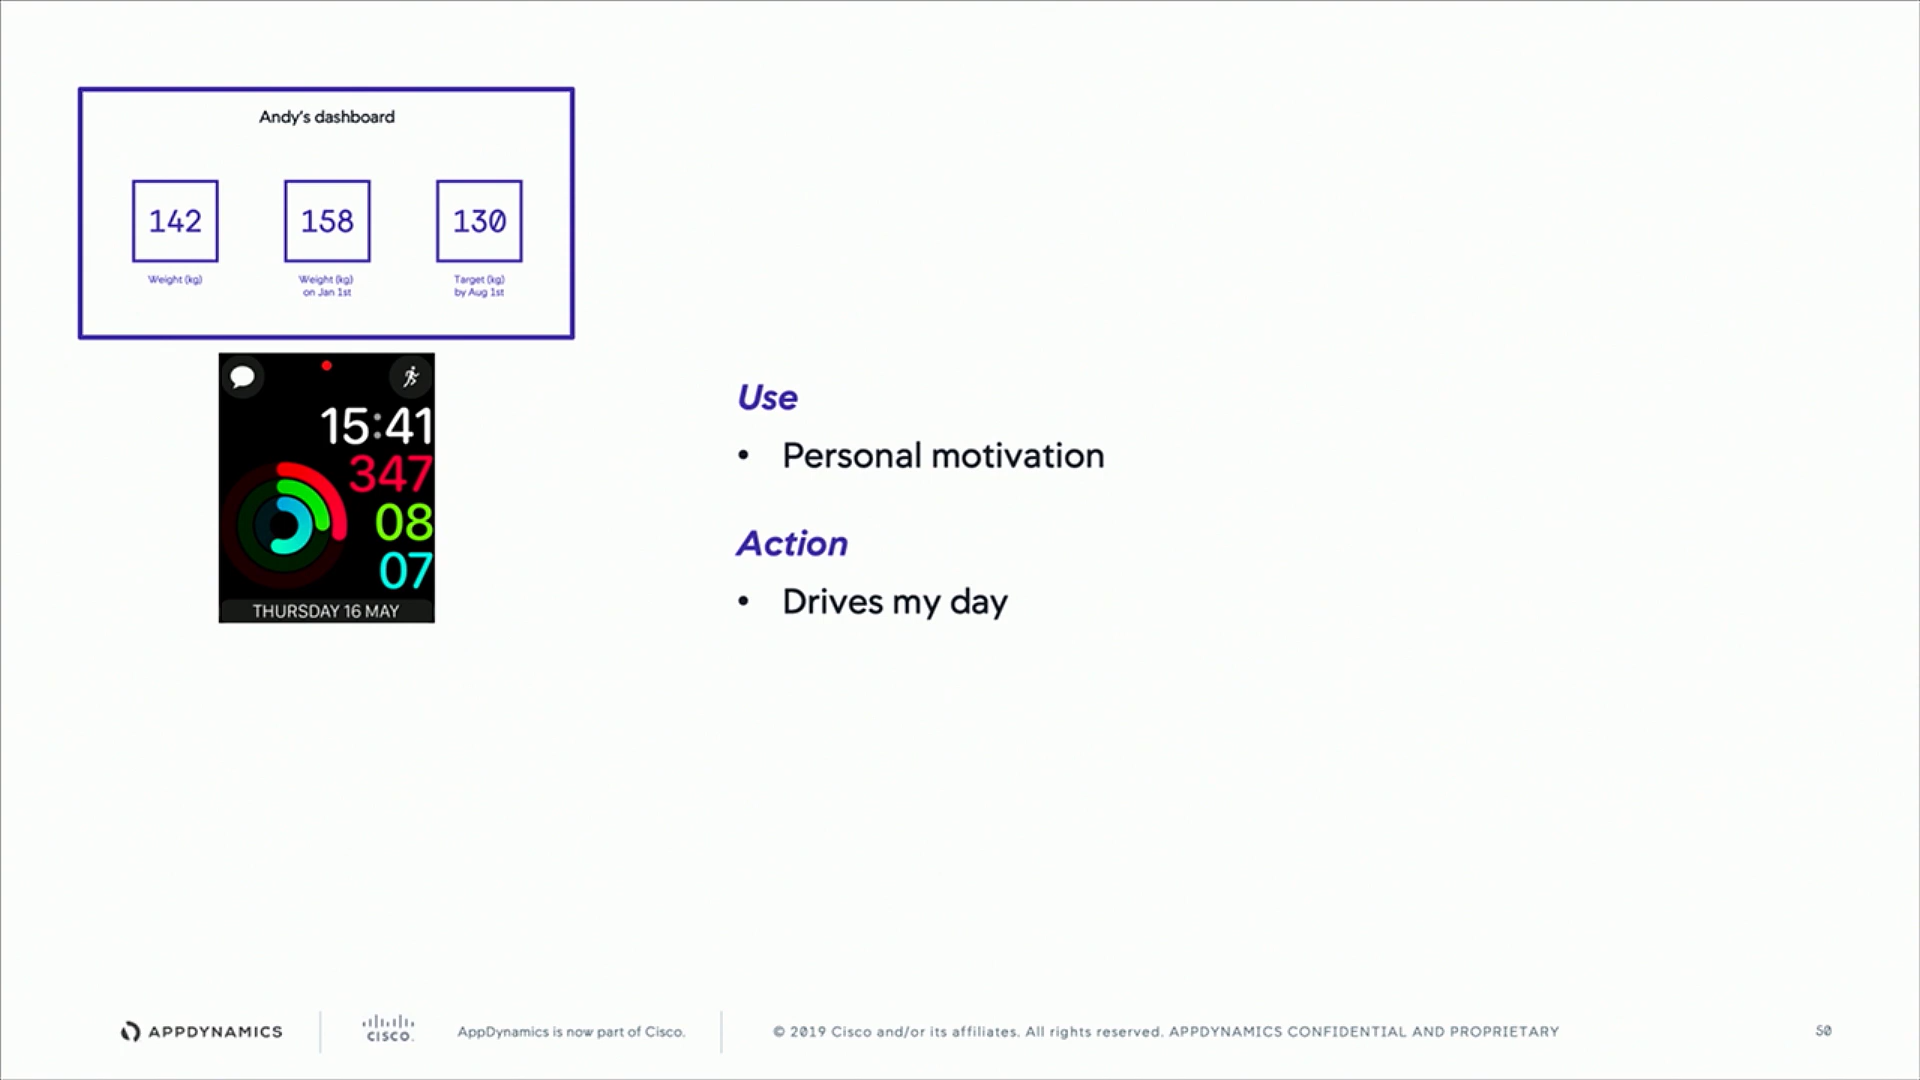 Andy's dashboard
142
158
130
Weight (kg)
Weight (kg)
on Jan 1st
Target (kg)
by Aug 1st
15:41
347
08
07
THURSDAY 16 MAY
Use
• Personal motivation
Action
• Drives my day
APPDYNAMICS
CISCO.
AppDynamics is now part of Cisco.
© 2019 Cisco and/or its affiliates. All rights reserved. APPDYNAMICS CONFIDENTIAL AND PROPRIETARY
50